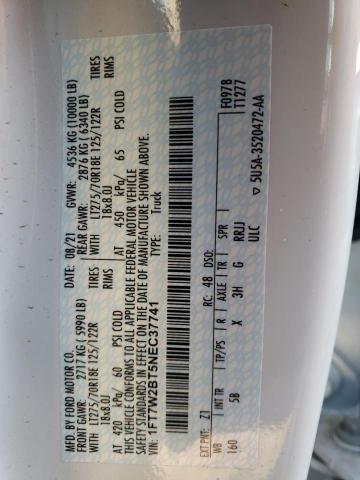 MFD. BY FORD MOTOR CO.
DATE: 08/21 GVWR: 4536 KG (10000 LB)
FRONT GAWR: 2717 KG ( 5990 LB) REAR GAWR: 2876 KG ( 6340 LB)
WITH LT275/70R18E 125/122R TIRES WITH LT275/70R18E 125/122R TIRES
18x8.0J RIMS 18x8.0J RIMS
AT 420 kPa/ 60 PSI COLD AT 450 kPa/ 65 PSI COLD
THIS VEHICLE CONFORMS TO ALL APPLICABLE FEDERAL MOTOR VEHICLE
SAFETY STANDARDS IN EFFECT ON THE DATE OF MANUFACTURE SHOWN ABOVE.
VIN: 1FT7W2BT5NEC37741
TYPE: Truck
F0978
T1277
EXT PNT: Z1 RC: 48 DSO:
WB INT TR TP/PS R AXLE TR SPR
160 5B X 3H G RRJJ
ULC
5U5A-3520472-AA